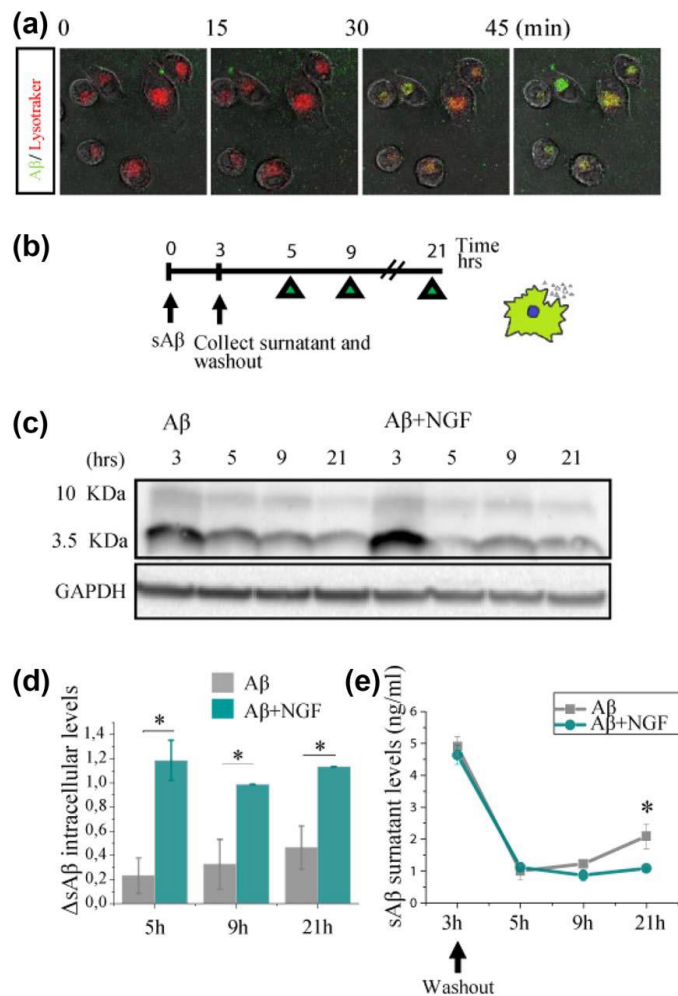 (a)
0 15 30 45 (min)
Aβ/ Lysotraker
(b)
0 3 5 9 21 Time
hrs
sAβ Collect surnatant and
washout
(c)
Aβ Aβ+NGF
(hrs) 3 5 9 21 3 5 9 21
10 KDa
3.5 KDa
GAPDH
(d)
Aβ
Aβ+NGF
ΔsAβ intracellular levels
1,4
1,2
1,0
0,8
0,6
0,4
0,2
0,0
* * *
5h 9h 21h
(e)
Aβ
Aβ+NGF
sAβ surnatant levels (ng/ml)
6
5
4
3
2
1
0
*
3h 5h 9h 21h
Washout